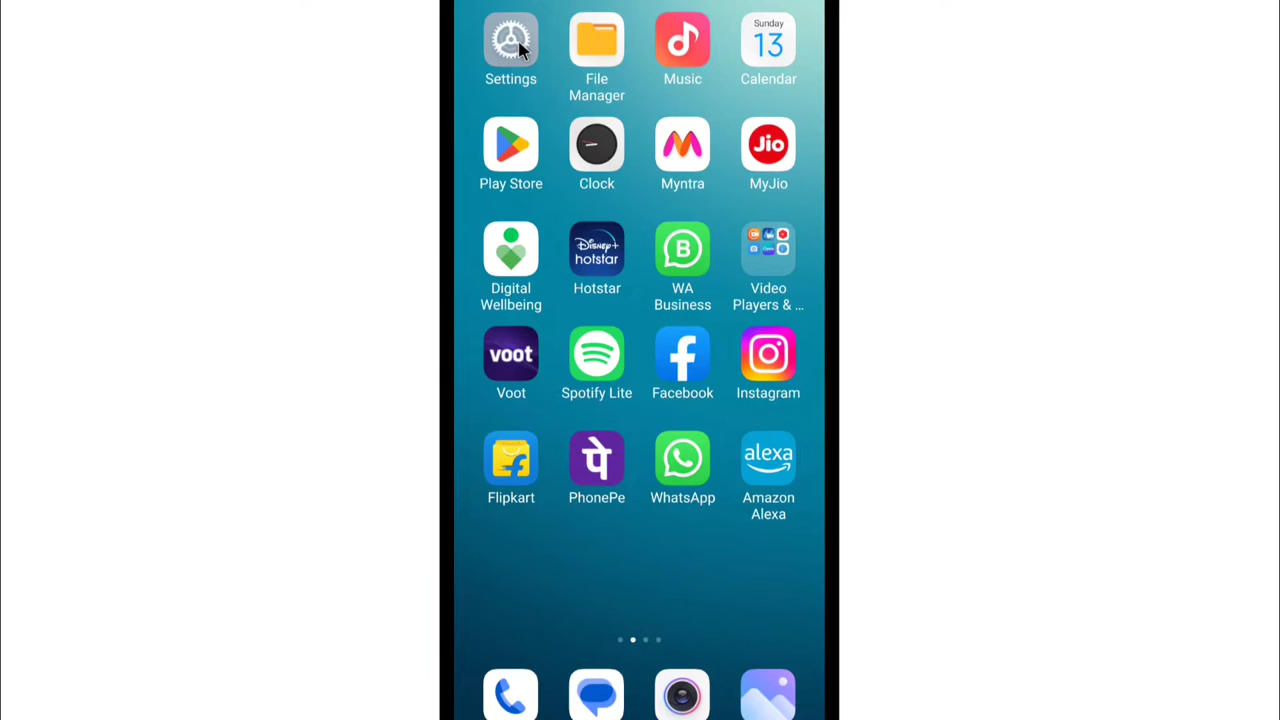 Sunday
13
Settings
File
Manager
Music
Calendar
Jio
Play Store
Clock
Myntra
MyJio
Disney+
hotstar
B
Digital
Wellbeing
Hotstar
WA
Business
Video
Players & ...
voot
Voot
Spotify Lite
Facebook
Instagram
पे
alexa
Flipkart
PhonePe
WhatsApp
Amazon
Alexa